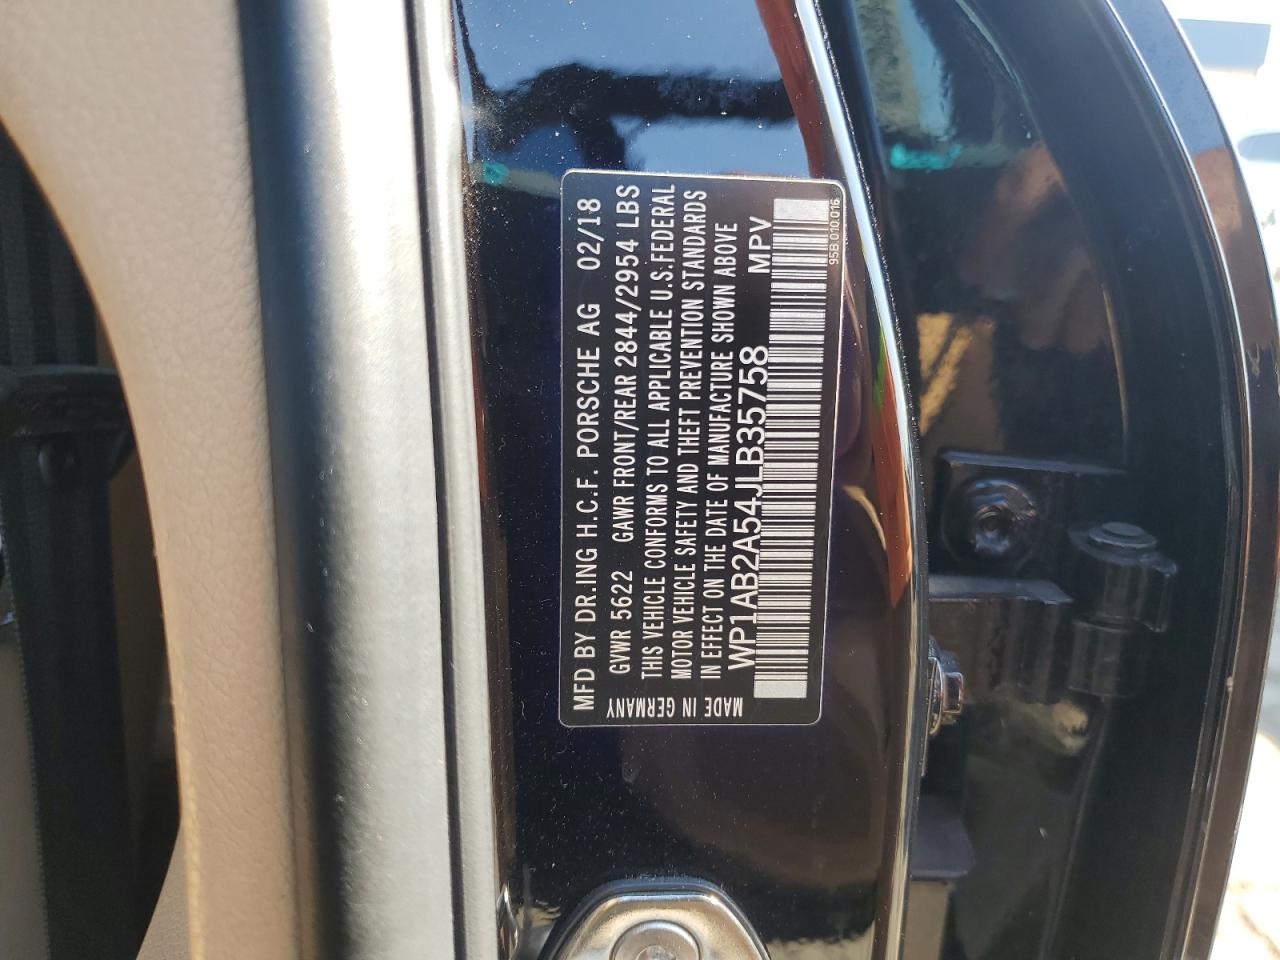 MFD BY DR.ING H.C.F. PORSCHE AG 02/18
GVWR 5622 GAWR FRONT/REAR 2844/2954 LBS
THIS VEHICLE CONFORMS TO ALL APPLICABLE U.S.FEDERAL
MOTOR VEHICLE SAFETY AND THEFT PREVENTION STANDARDS
IN EFFECT ON THE DATE OF MANUFACTURE SHOWN ABOVE
WP1AB2A54JLB35758 MPV
95B.010.016
MADE IN GERMANY